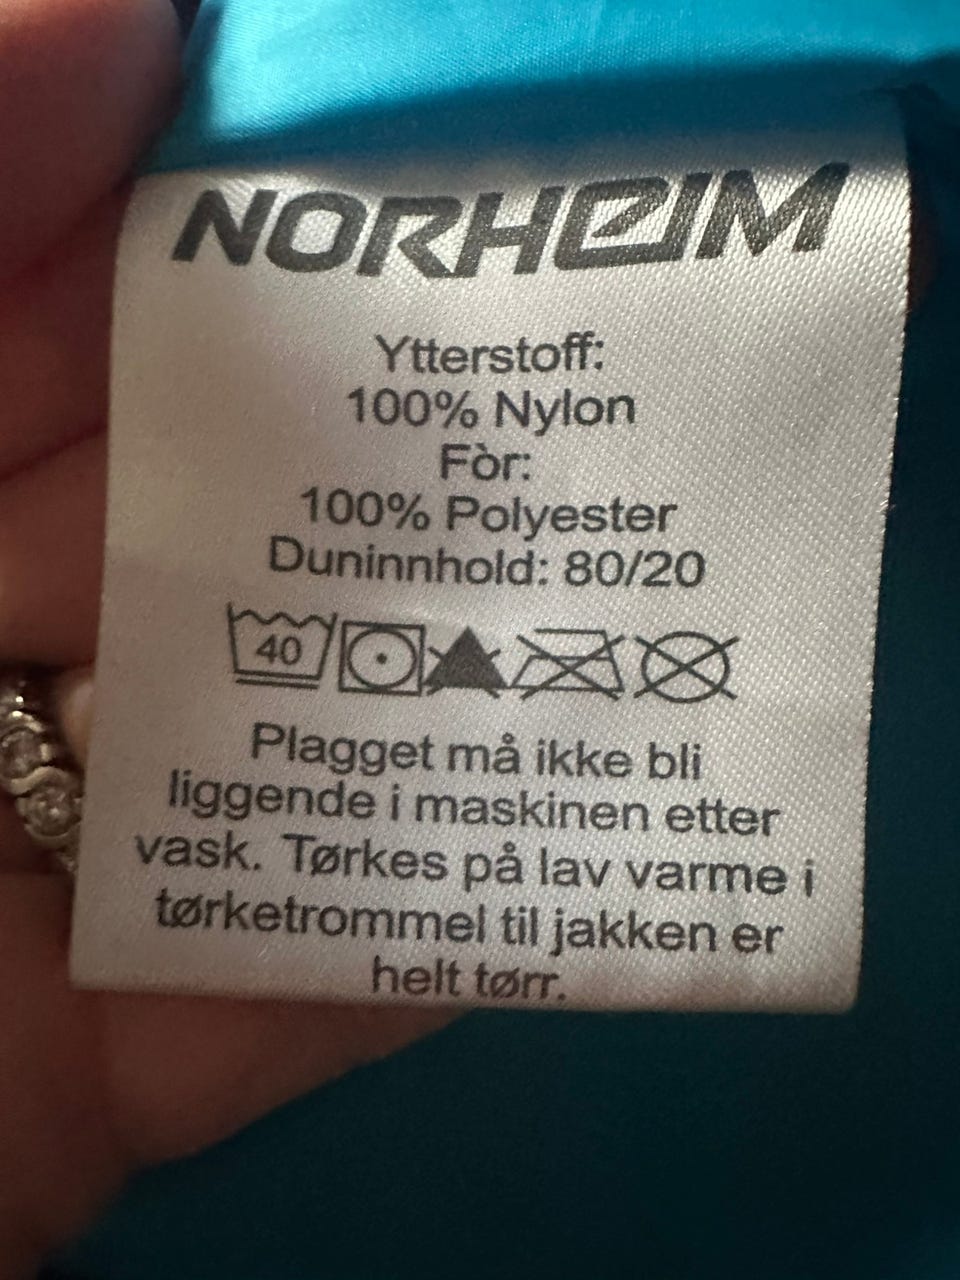 NORHEIM
Ytterstoff:
100% Nylon
Fòr:
100% Polyester
Duninnhold: 80/20
40
Plagget må ikke bli
liggende i maskinen etter
vask. Tørkes på lav varme i
tørketrommel til jakken er
helt tørr.